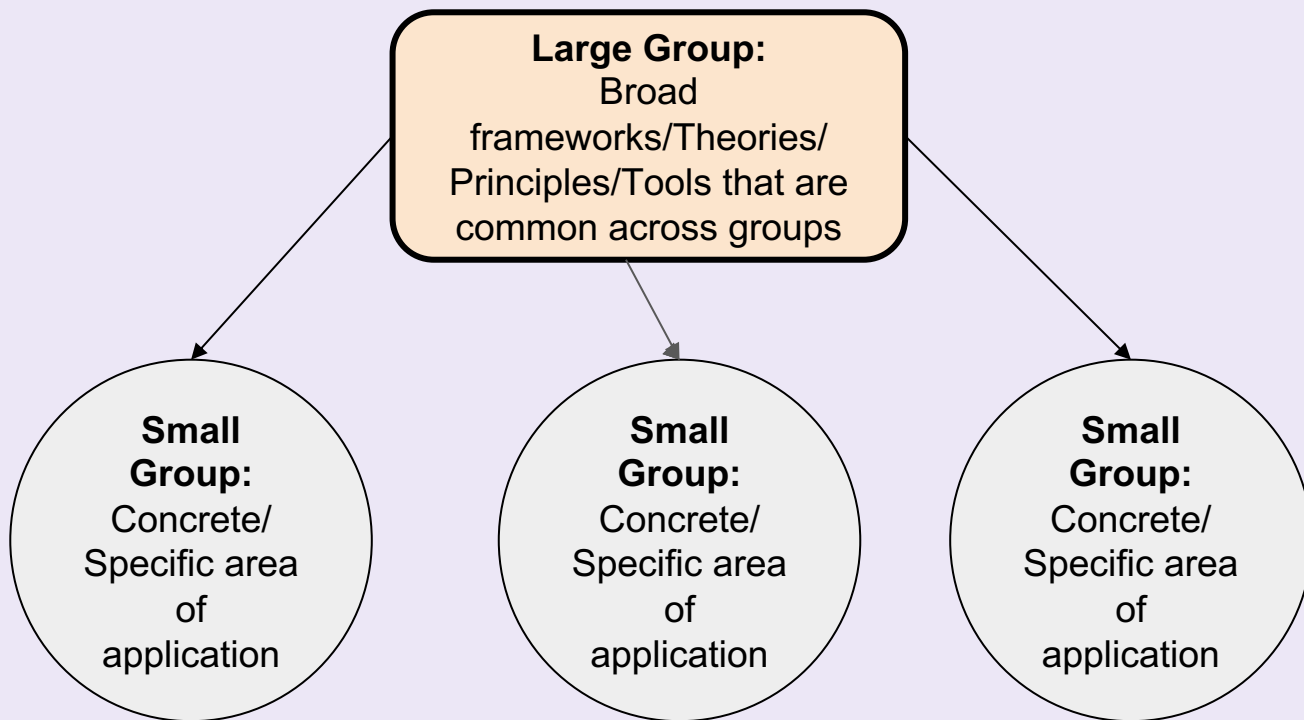 Large Group:
Broad
frameworks/Theories/
Principles/Tools that are
common across groups
Small
Group:
Concrete/
Specific area
of
application
Small
Group:
Concrete/
Specific area
of
application
Small
Group:
Concrete/
Specific area
of
application